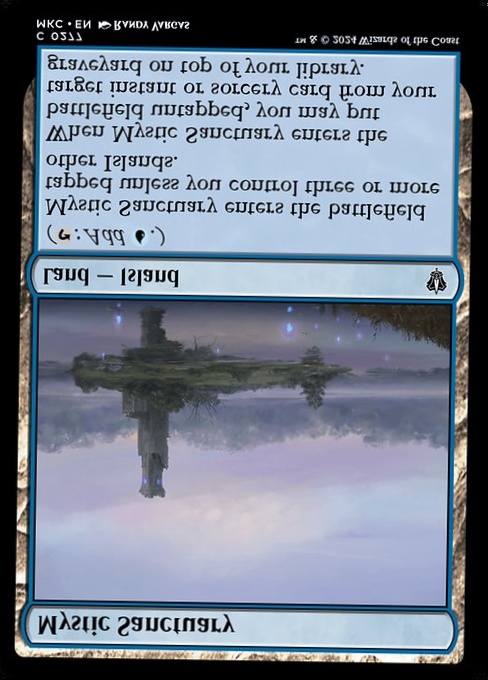 Mystic Sanctuary
Land — Island
(T: Add U.)
Mystic Sanctuary enters the battlefield
tapped unless you control three or more
other Islands.
When Mystic Sanctuary enters the
battlefield untapped, you may put
target instant or sorcery card from your
graveyard on top of your library.
C 0277
MKC • EN Randy Vargas
™ & © 2024 Wizards of the Coast